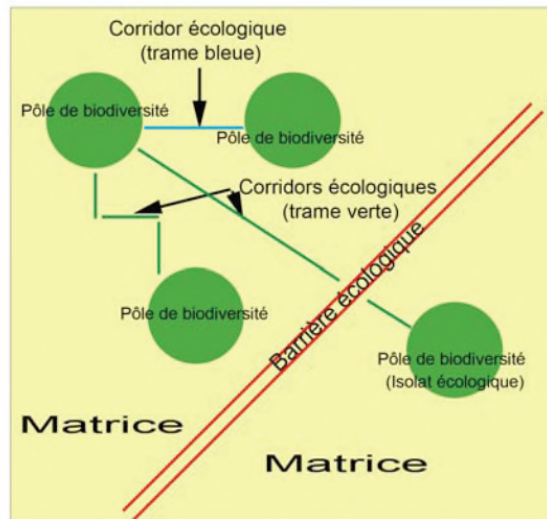 Corridor écologique
(trame bleue)
Pôle de biodiversité
Pôle de biodiversité
Corridors écologiques
(trame verte)
Barrière écologique
Pôle de biodiversité
Pôle de biodiversité
(Isolat écologique)
Matrice
Matrice